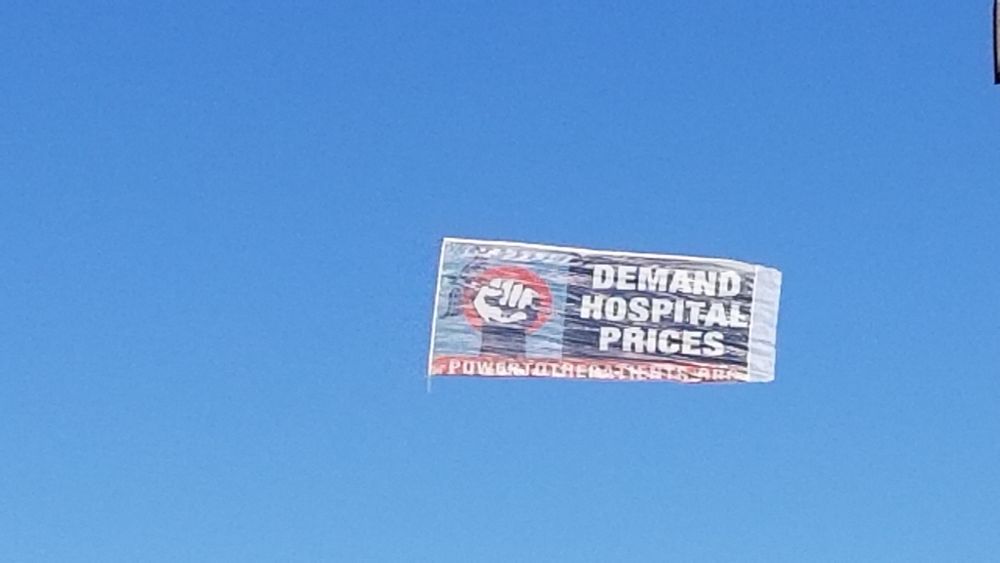 DEMAND
HOSPITAL
PRICES
POWERTOTHEPATIENTS.ORG